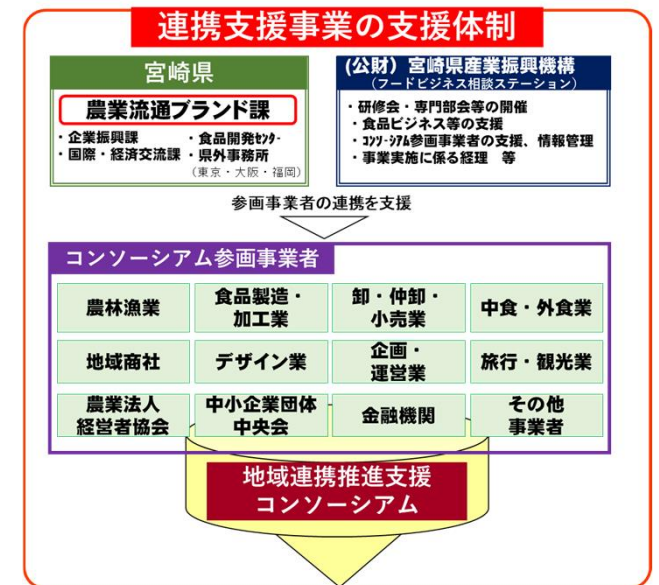 連携支援事業の支援体制
宮崎県
農業流通ブランド課
・企業振興課　・食品開発ｾﾝﾀｰ
・国際・経済交流課　・県外事務所
（東京・大阪・福岡）
(公財）宮崎県産業振興機構
（フードビジネス相談ステーション）
・研修会・専門部会等の開催
・食品ビジネス等の支援
・ｺﾝｿｰｼｱﾑ参画事業者の支援、情報管理
・事業実施に係る経理　等
参画事業者の連携を支援
コンソーシアム参画事業者
農林漁業
食品製造・
加工業
卸・仲卸・
小売業
中食・外食業
地域商社
デザイン業
企画・
運営業
旅行・観光業
農業法人
経営者協会
中小企業団体
中央会
金融機関
その他
事業者
地域連携推進支援
コンソーシアム